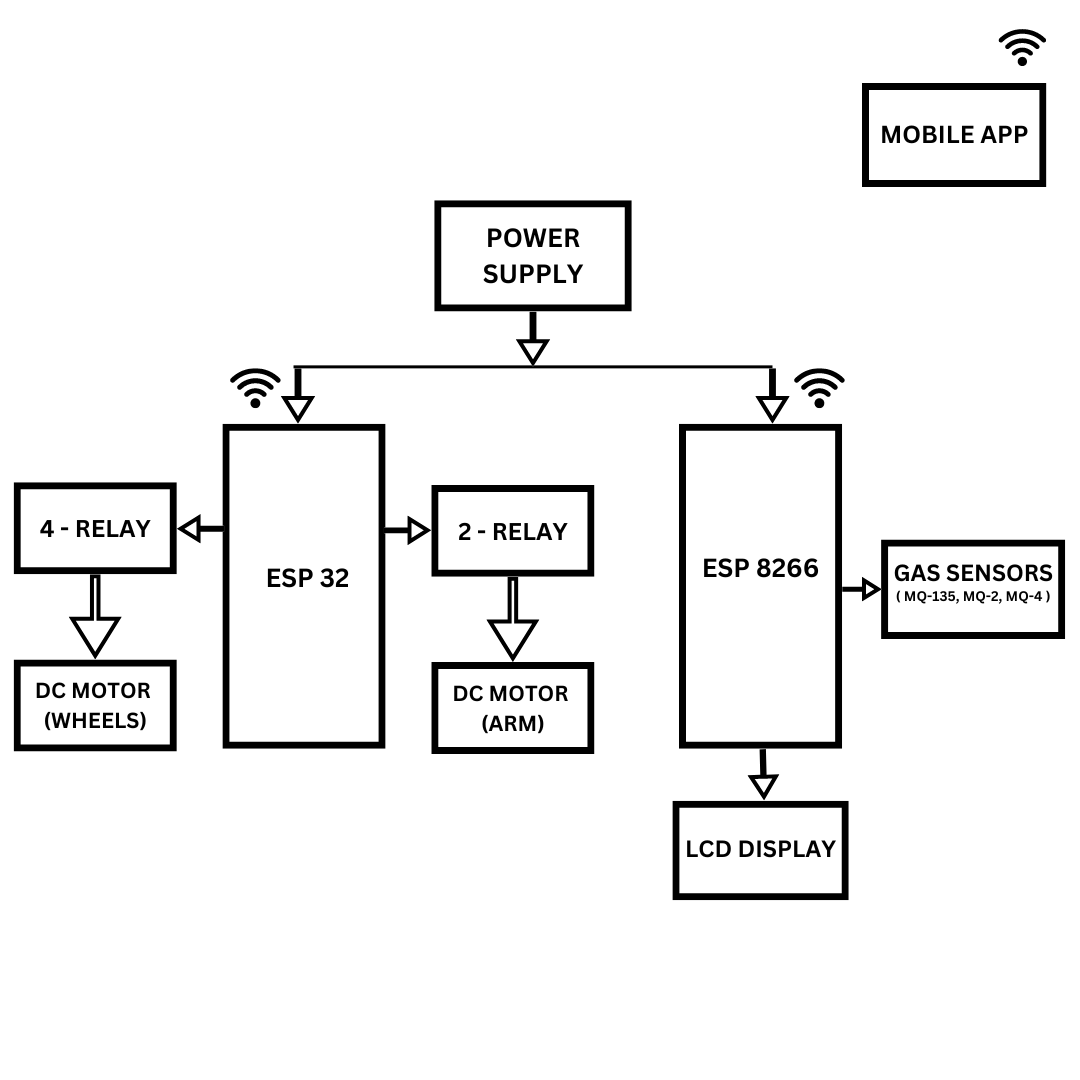 MOBILE APP
POWER
SUPPLY
4 - RELAY
ESP 32
2 - RELAY
ESP 8266
GAS SENSORS
( MQ-135, MQ-2, MQ-4 )
DC MOTOR
(WHEELS)
DC MOTOR
(ARM)
LCD DISPLAY